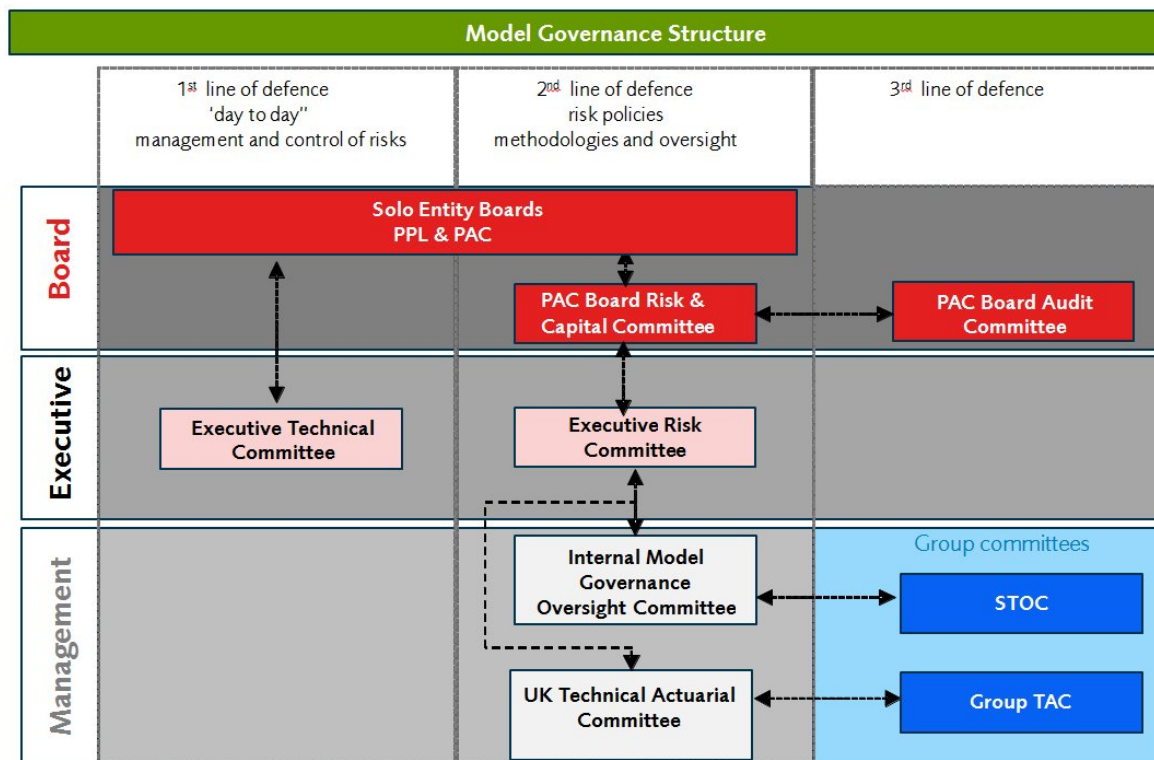 Model Governance Structure
1st line of defence
'day to day''
management and control of risks
2nd line of defence
risk policies
methodologies and oversight
3rd line of defence
Board
Solo Entity Boards
PPL & PAC
PAC Board Risk &
Capital Committee
PAC Board Audit
Committee
Executive
Executive Technical
Committee
Executive Risk
Committee
Management
Internal Model
Governance
Oversight Committee
Group committees
STOC
UK Technical Actuarial
Committee
Group TAC